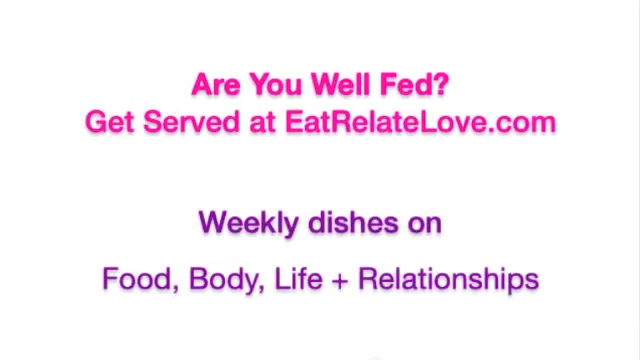 Are You Well Fed?
Get Served at EatRelateLove.com
Weekly dishes on
Food, Body, Life + Relationships